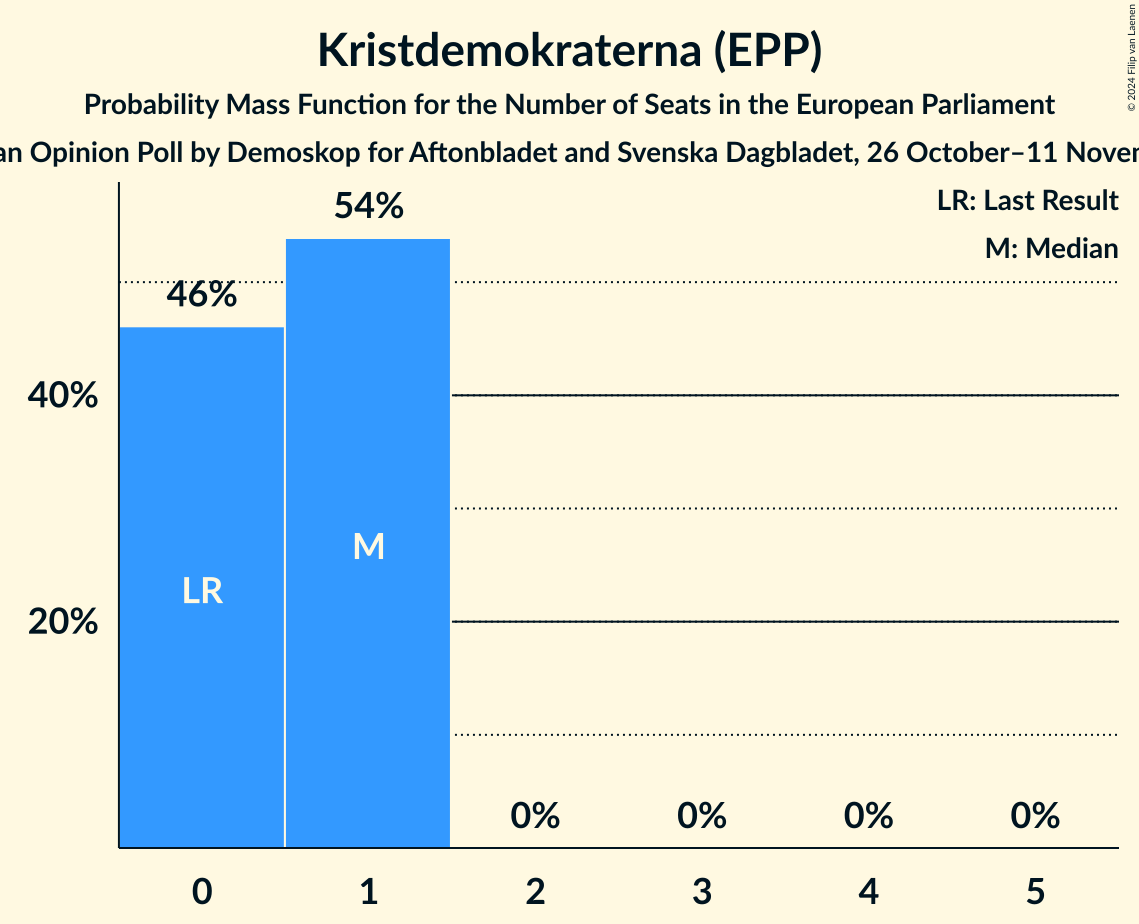 Kristdemokraterna (EPP)
Probability Mass Function for the Number of Seats in the European Parliament
an Opinion Poll by Demoskop for Aftonbladet and Svenska Dagbladet, 26 October–11
© 2024 Filip van Laenen
LR: Last Result
M: Median
54%
46%
40%
M
LR
20%
0% 0% 0% 0%
0 1 2 3 4 5